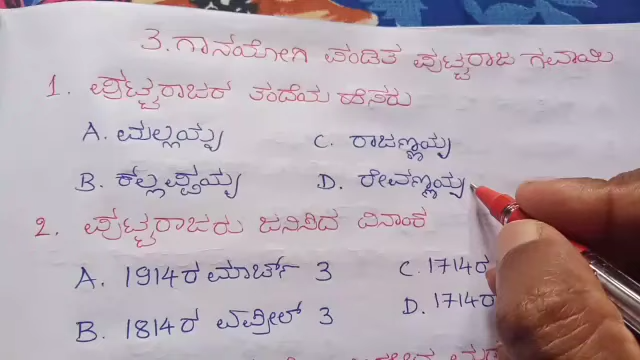 3. ಗಾನಯೋಗಿ ಪಂಡಿತ ಪುಟ್ಟರಾಜ ಗವಾಯಿ
1. ಪುಟ್ಟರಾಜರ ತಂದೆಯ ಹೆಸರು
A. ಮಲ್ಲಯ್ಯ C. ರಾಜಣ್ಣಯ್ಯ
B. ಕಲ್ಲಪ್ಪಯ್ಯ D. ರೇವಣ್ಣಯ್ಯ
2. ಪುಟ್ಟರಾಜರು ಜನಿಸಿದ ದಿನಾಂಕ
A. 1914ರ ಮಾರ್ಚ್ 3 C. 1714ರ
B. 1814ರ ಏಪ್ರೀಲ್ 3 D. 1714ರ